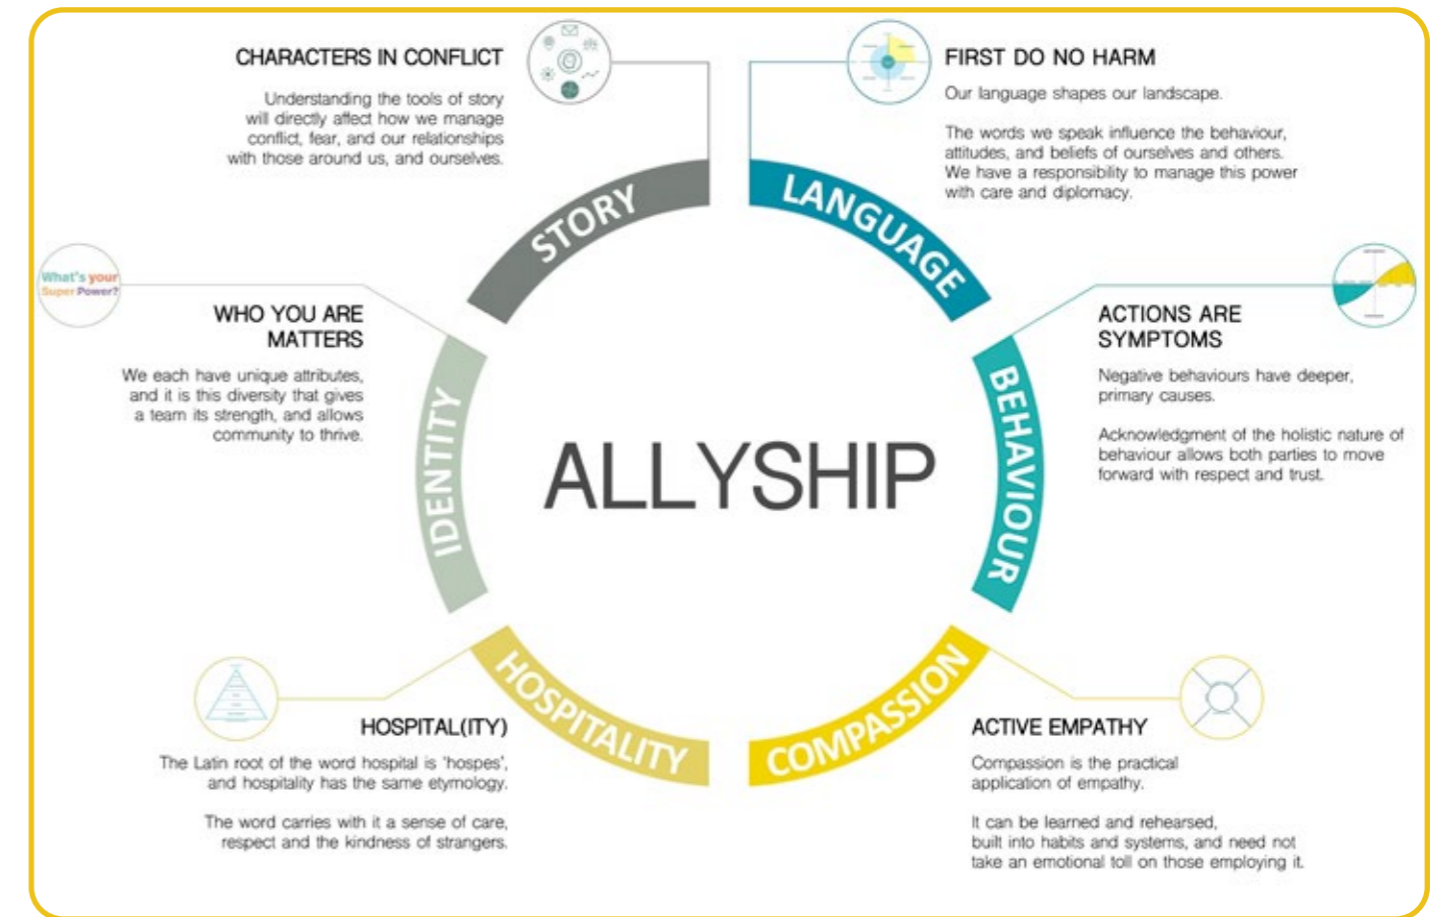 CHARACTERS IN CONFLICT
Understanding the tools of story
will directly affect how we manage
conflict, fear, and our relationships
with those around us, and ourselves.
FIRST DO NO HARM
Our language shapes our landscape.
The words we speak influence the behaviour,
attitudes, and beliefs of ourselves and others.
We have a responsibility to manage this power
with care and diplomacy.
STORY
LANGUAGE
What's your
Super Power?
WHO YOU ARE
MATTERS
We each have unique attributes,
and it is this diversity that gives
a team its strength, and allows
community to thrive.
ACTIONS ARE
SYMPTOMS
Negative behaviours have deeper,
primary causes.
Acknowledgment of the holistic nature of
behaviour allows both parties to move
forward with respect and trust.
IDENTITY
BEHAVIOUR
ALLYSHIP
HOSPITALITY
COMPASSION
HOSPITAL(ITY)
The Latin root of the word hospital is 'hospes',
and hospitality has the same etymology.
The word carries with it a sense of care,
respect and the kindness of strangers.
ACTIVE EMPATHY
Compassion is the practical
application of empathy.
It can be learned and rehearsed,
built into habits and systems, and need not
take an emotional toll on those employing it.